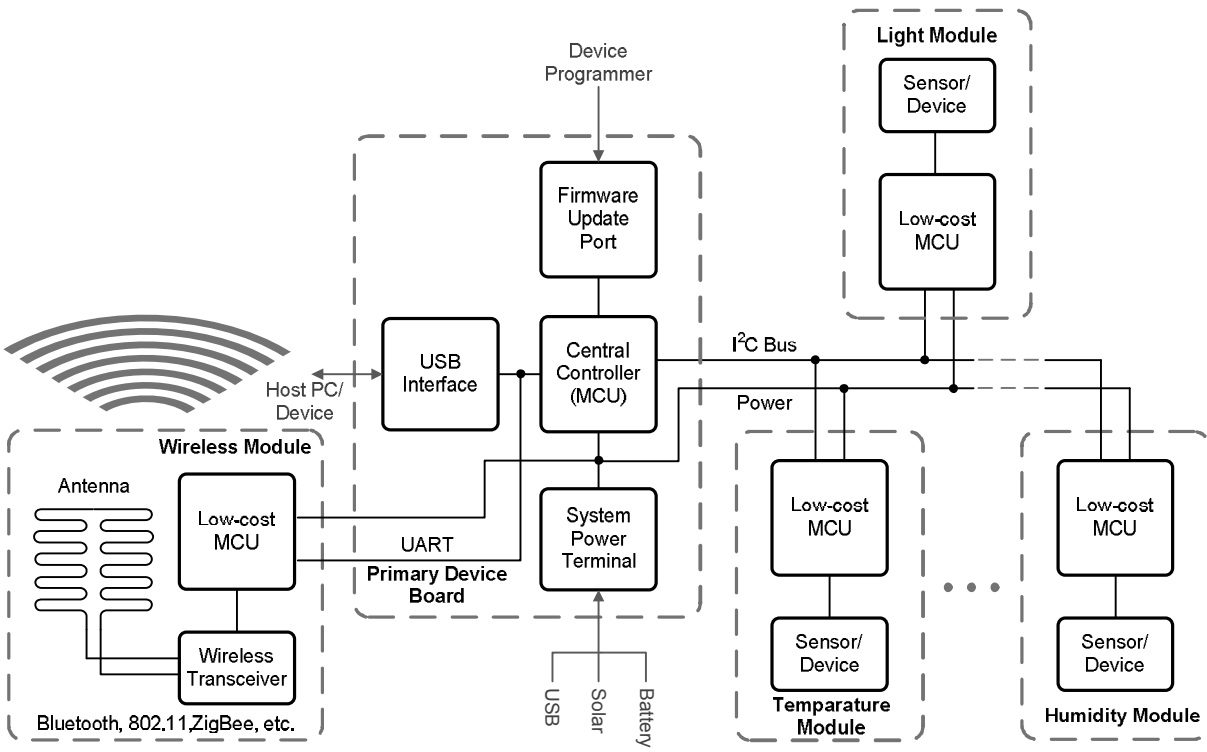 Device
Programmer
Light Module
Sensor/
Device
Low-cost
MCU
Firmware
Update
Port
USB
Interface
Central
Controller
(MCU)
I²C Bus
Power
Host PC/
Device
Wireless Module
Antenna
Low-cost
MCU
UART
Primary Device
Board
System
Power
Terminal
Wireless
Transceiver
Bluetooth, 802.11,ZigBee, etc.
USB
Solar
Battery
Low-cost
MCU
Sensor/
Device
Temparature
Module
Low-cost
MCU
Sensor/
Device
Humidity Module